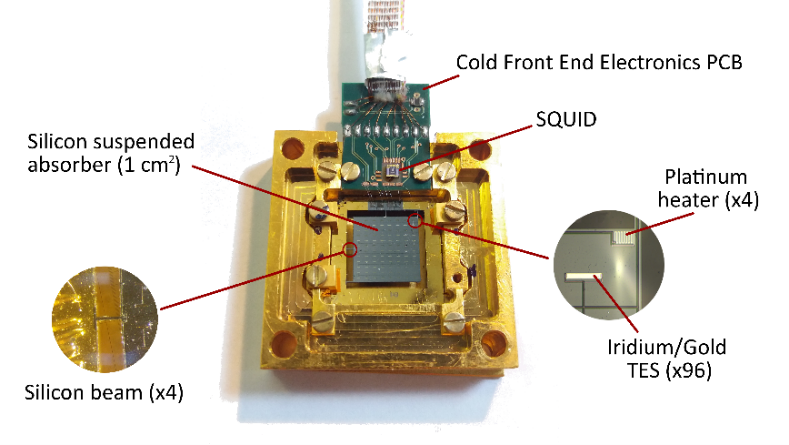 Cold Front End Electronics PCB
SQUID
Silicon suspended
absorber (1 cm²)
Platinum
heater (x4)
Silicon beam (x4)
Iridium/Gold
TES (x96)